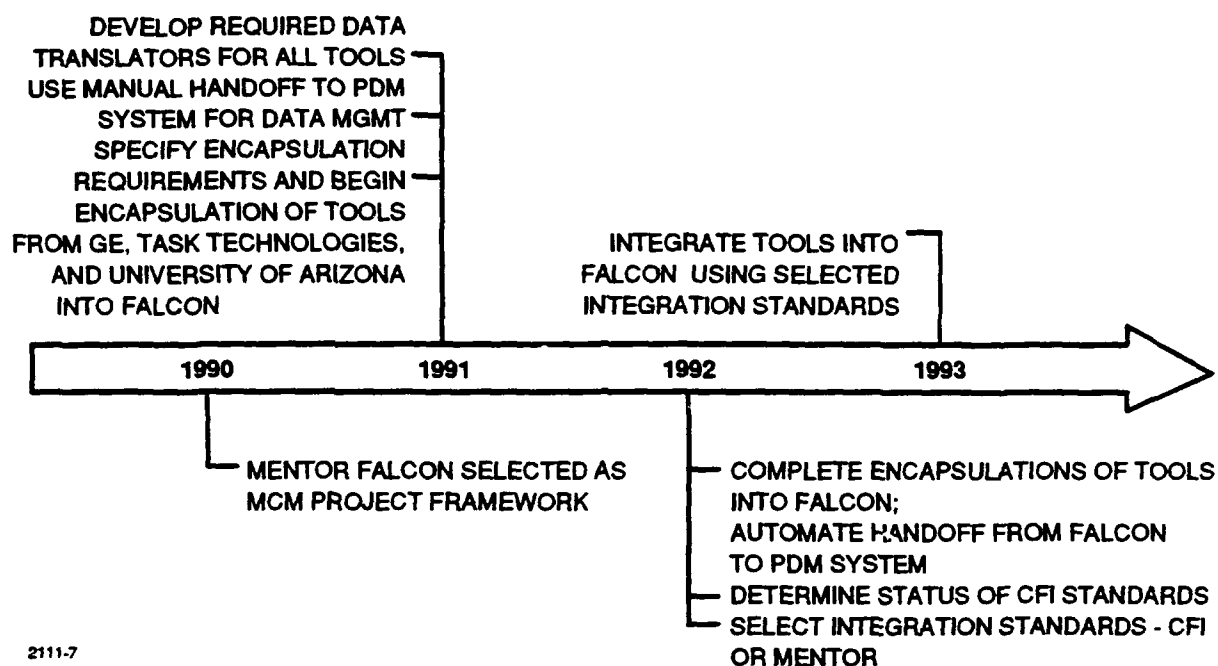 DEVELOP REQUIRED DATA
TRANSLATORS FOR ALL TOOLS
USE MANUAL HANDOFF TO PDM
SYSTEM FOR DATA MGMT
SPECIFY ENCAPSULATION
REQUIREMENTS AND BEGIN
ENCAPSULATION OF TOOLS
FROM GE, TASK TECHNOLOGIES,
AND UNIVERSITY OF ARIZONA
INTO FALCON
INTEGRATE TOOLS INTO
FALCON USING SELECTED
INTEGRATION STANDARDS
1990
1991
1992
1993
MENTOR FALCON SELECTED AS
MCM PROJECT FRAMEWORK
COMPLETE ENCAPSULATIONS OF TOOLS
INTO FALCON;
AUTOMATE HANDOFF FROM FALCON
TO PDM SYSTEM
DETERMINE STATUS OF CFI STANDARDS
SELECT INTEGRATION STANDARDS - CFI
OR MENTOR
2111-7